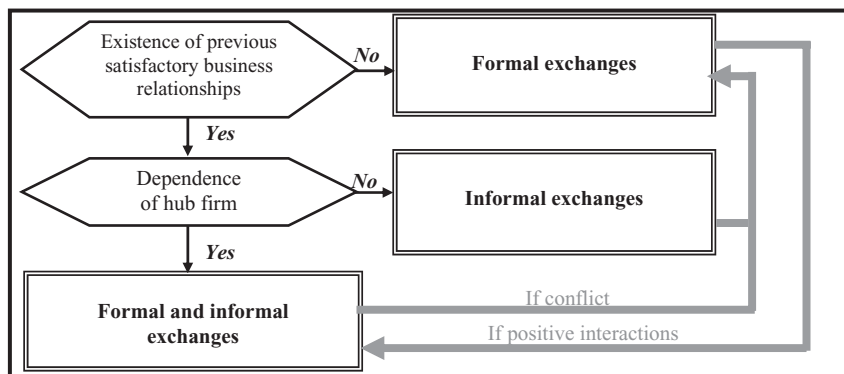 Existence of previous
satisfactory business
relationships
No
Formal exchanges
Yes
Dependence
of hub firm
No
Informal exchanges
Yes
Formal and informal
exchanges
If conflict
If positive interactions